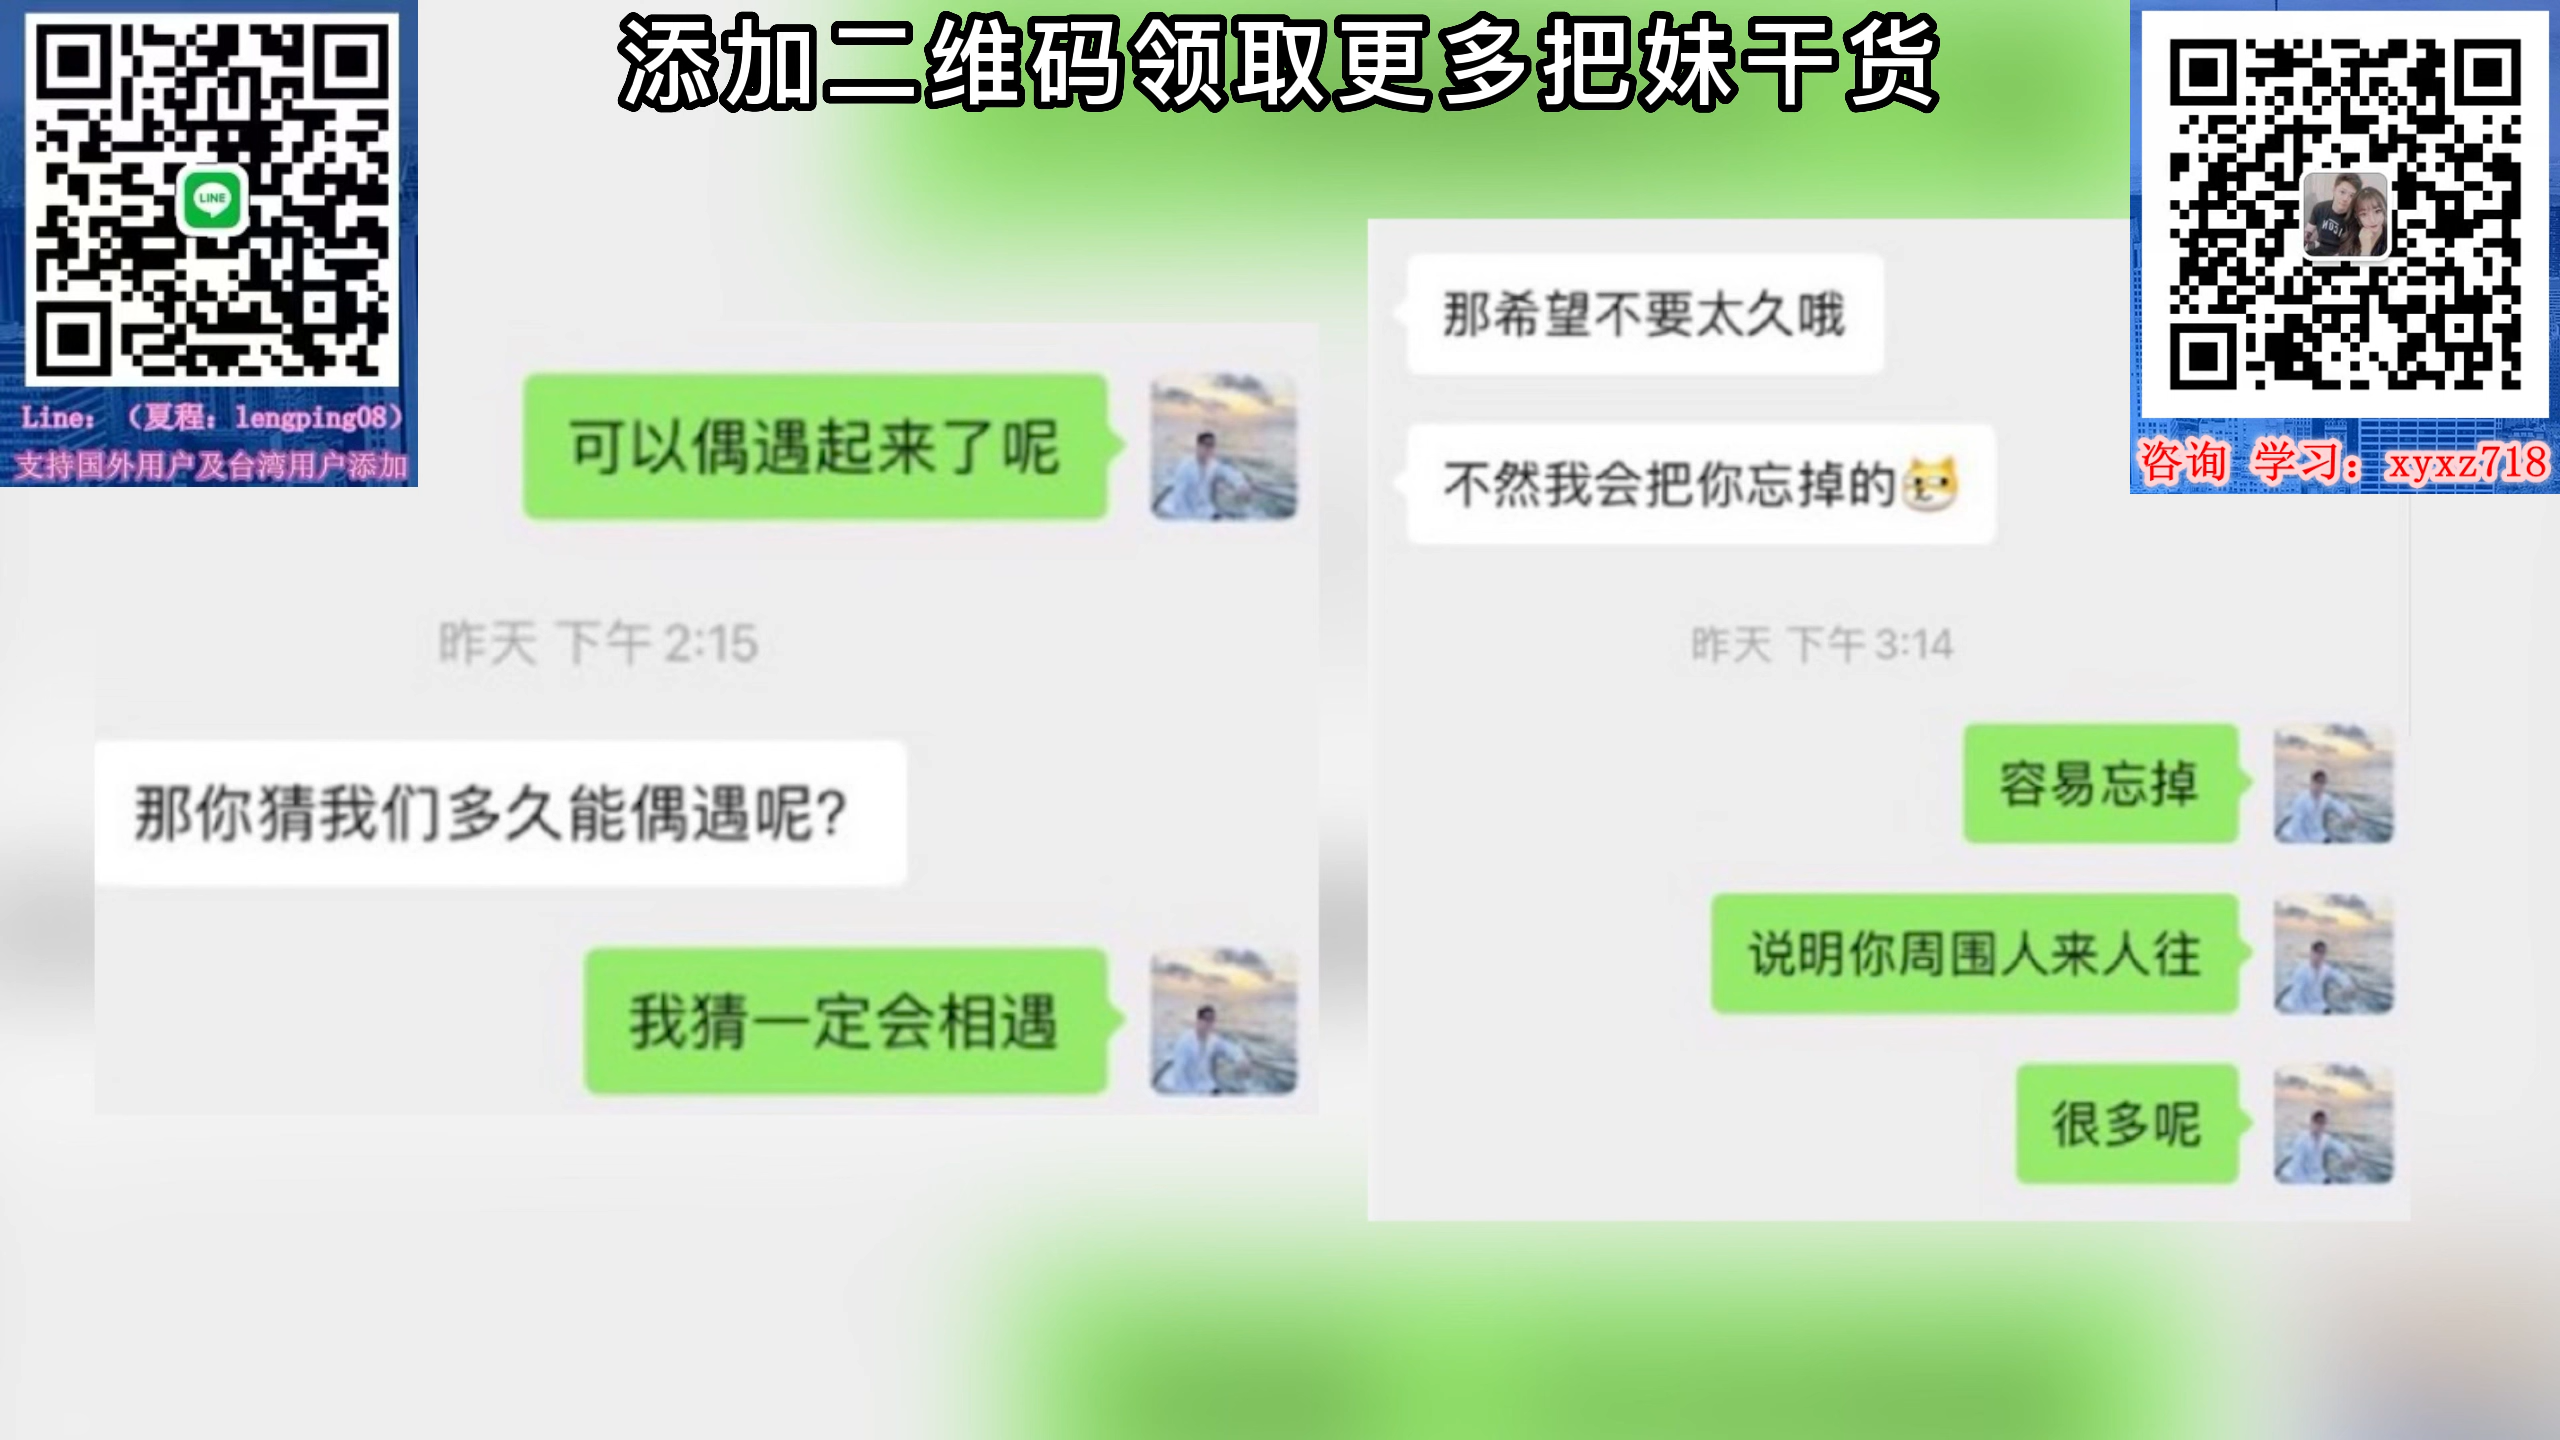 添加二维码领取更多把妹干货
LINE
Line：（夏程：lengping08）
支持国外用户及台湾用户添加
咨询 学习：xyxz718
可以偶遇起来了呢
昨天 下午 2:15
那你猜我们多久能偶遇呢？
我猜一定会相遇
那希望不要太久哦
不然我会把你忘掉的
昨天 下午 3:14
容易忘掉
说明你周围人来人往
很多呢